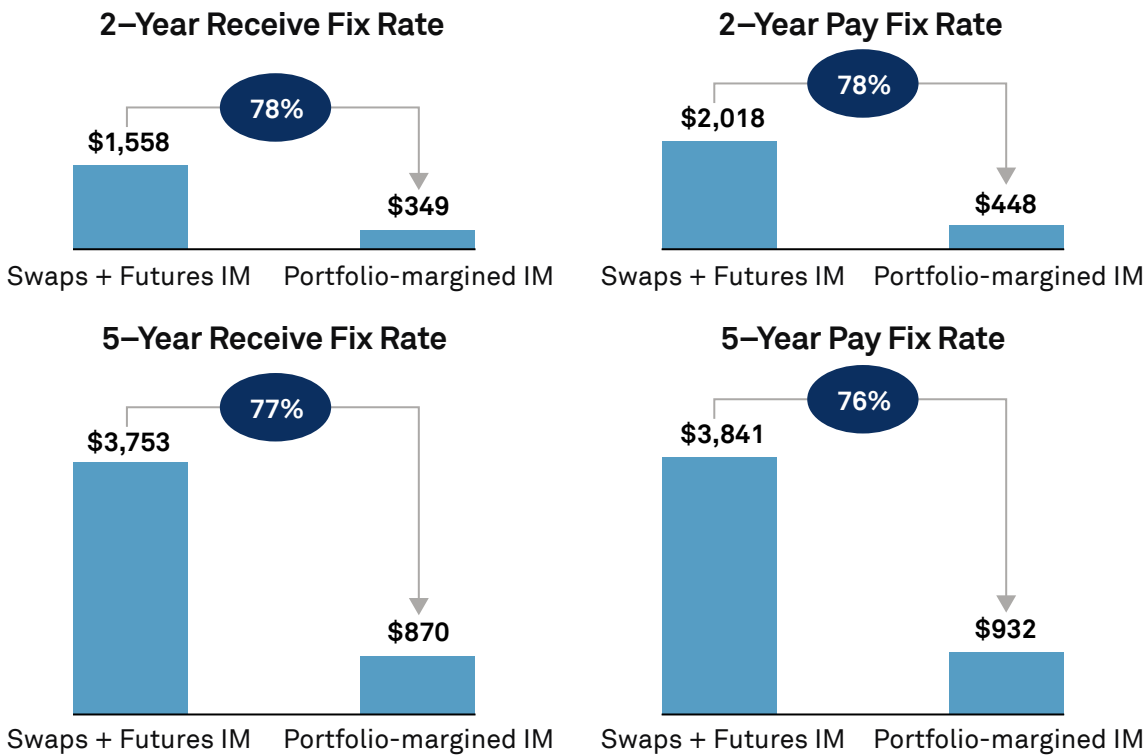 2–Year Receive Fix Rate
78%
$1,558
$349
Swaps + Futures IM
Portfolio-margined IM
2–Year Pay Fix Rate
78%
$2,018
$448
Swaps + Futures IM
Portfolio-margined IM
5–Year Receive Fix Rate
77%
$3,753
$870
Swaps + Futures IM
Portfolio-margined IM
5–Year Pay Fix Rate
76%
$3,841
$932
Swaps + Futures IM
Portfolio-margined IM